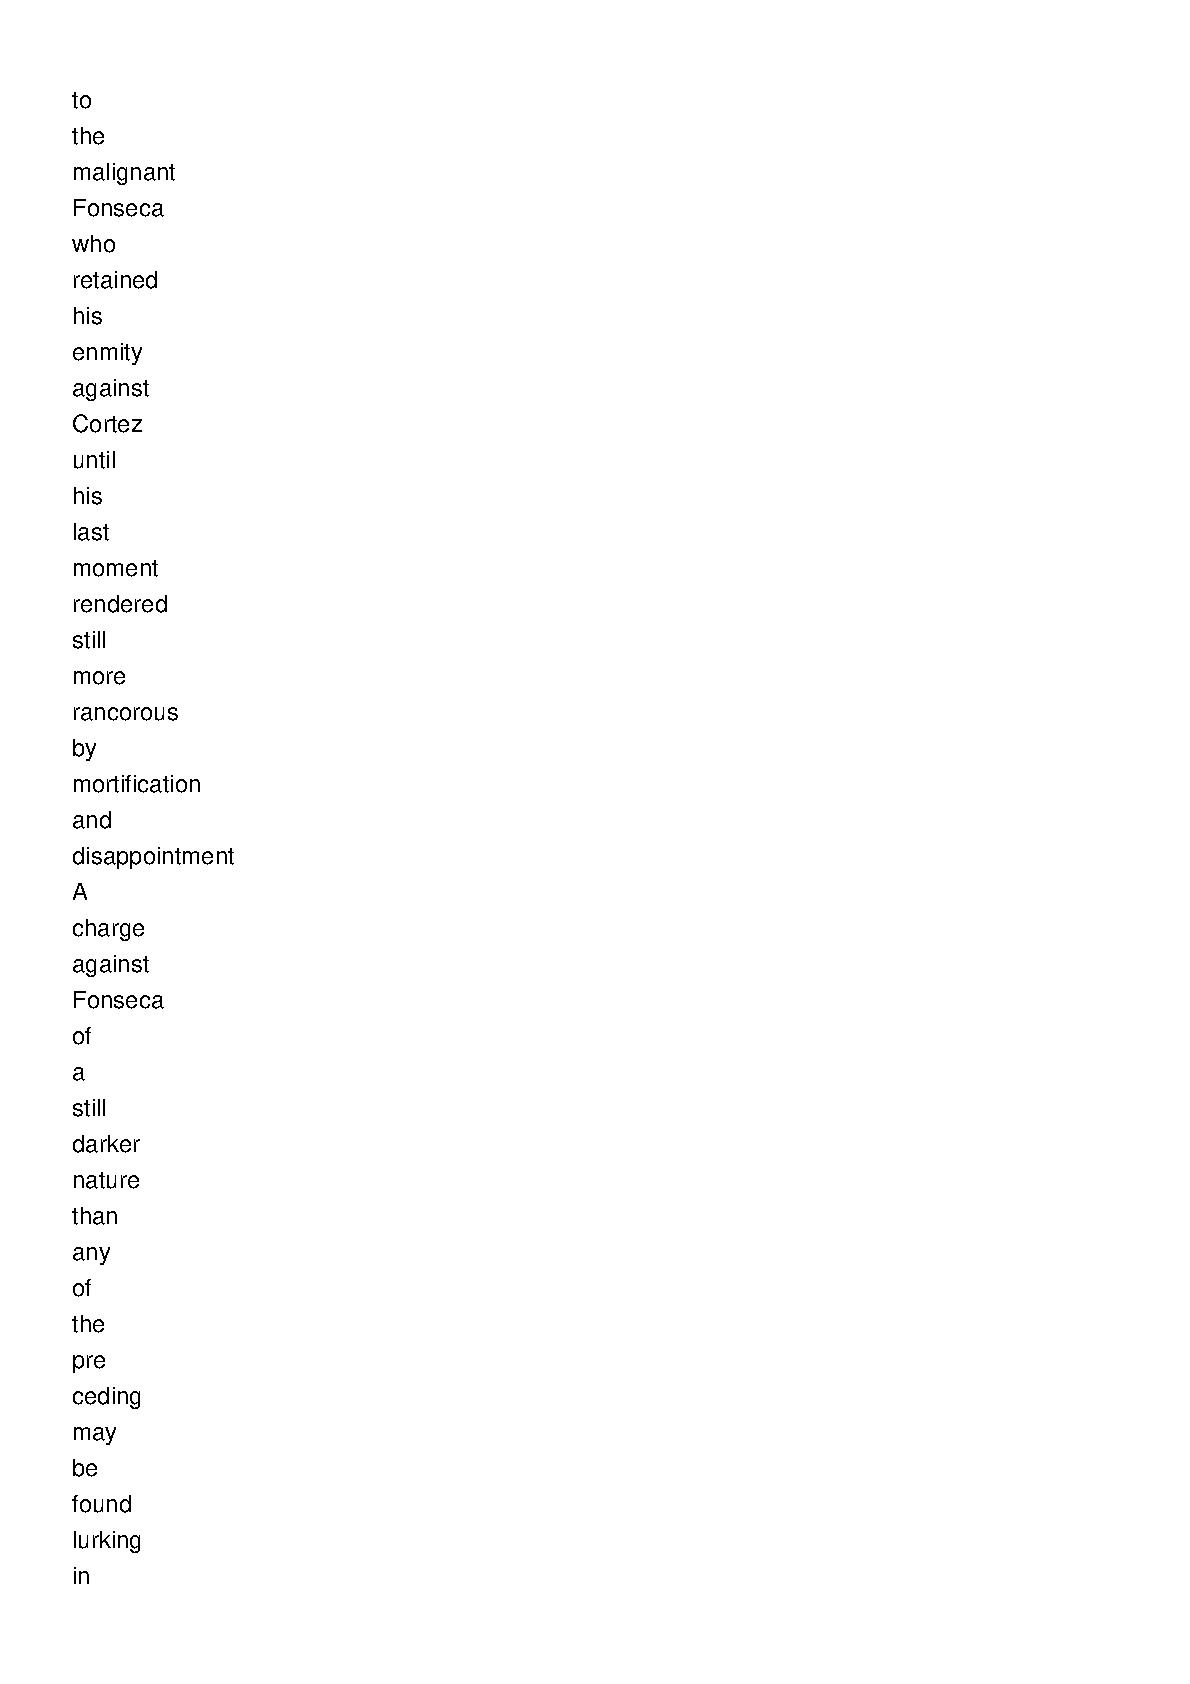 to
the
malignant
Fonseca
who
retained
his
enmity
against
Cortez
until
his
last
moment
rendered
still
more
rancorous
by
mortification
and
disappointment
A
charge
against
Fonseca
of
a
still
darker
nature
than
any
of
the
pre
ceding
may
be
found
lurking
in